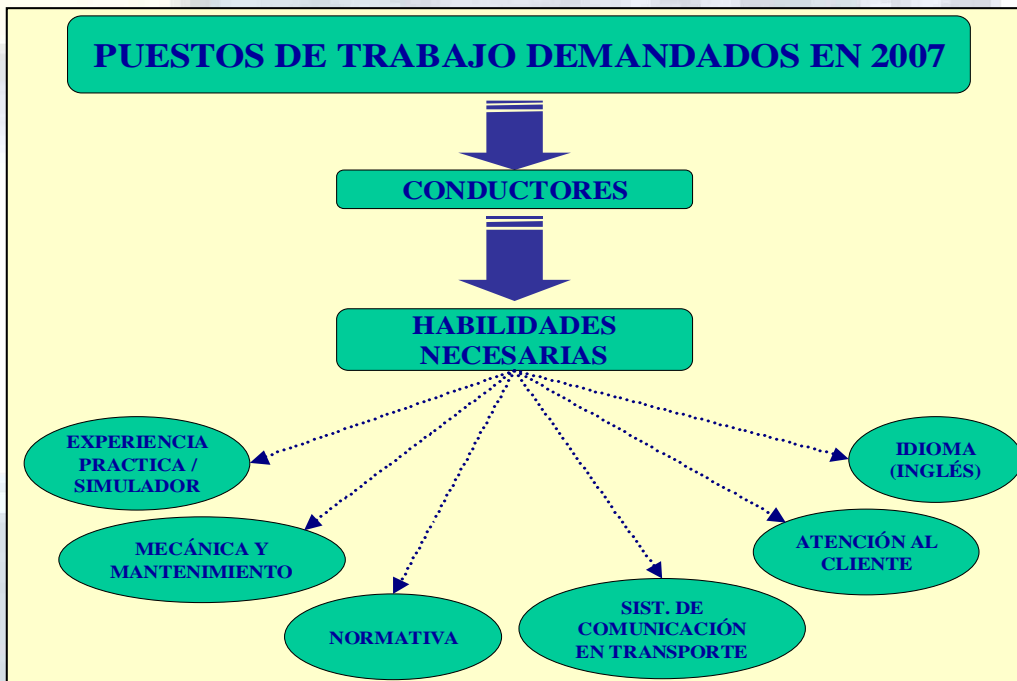 PUESTOS DE TRABAJO DEMANDADOS EN 2007
CONDUCTORES
HABILIDADES
NECESARIAS
EXPERIENCIA
PRACTICA /
SIMULADOR
MECÁNICA Y
MANTENIMIENTO
NORMATIVA
SIST. DE
COMUNICACIÓN
EN TRANSPORTE
ATENCIÓN AL
CLIENTE
IDIOMA
(INGLÉS)